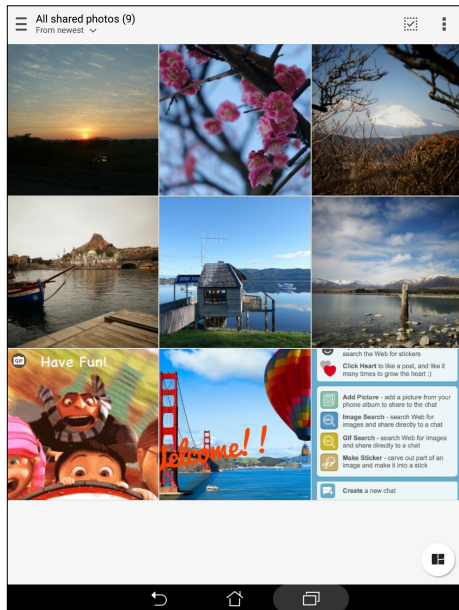 All shared photos (9)
From newest
GIF
Have Fun!
Welcome!!
search the Web for stickers
Click Heart to like a post, and like it
many times to grow the heart :)
Add Picture - add a picture from your
phone album to share to the chat
Image Search - search Web for
images and share directly to a chat
Gif Search - search Web for images
and share directly to a chat
Make Sticker - carve out part of an
image and make it into a stick
Create a new chat